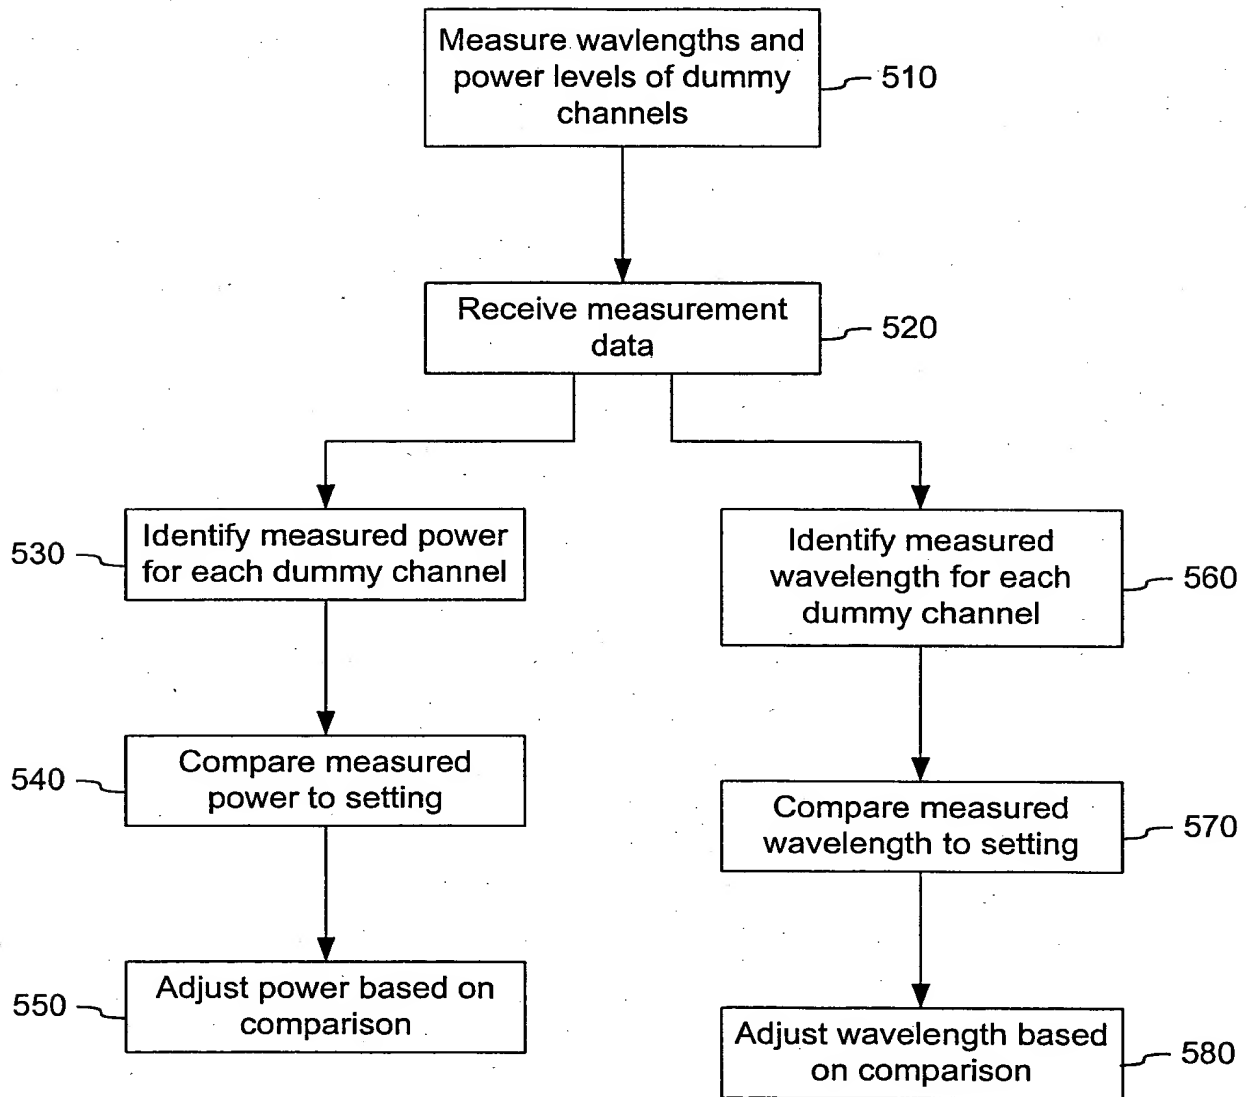 Measure wavlengths and
power levels of dummy
channels
510
Receive measurement
data
520
530
Identify measured power
for each dummy channel
540
Compare measured
power to setting
550
Adjust power based on
comparison
Identify measured
wavelength for each
dummy channel
560
Compare measured
wavelength to setting
570
Adjust wavelength based
on comparison
580